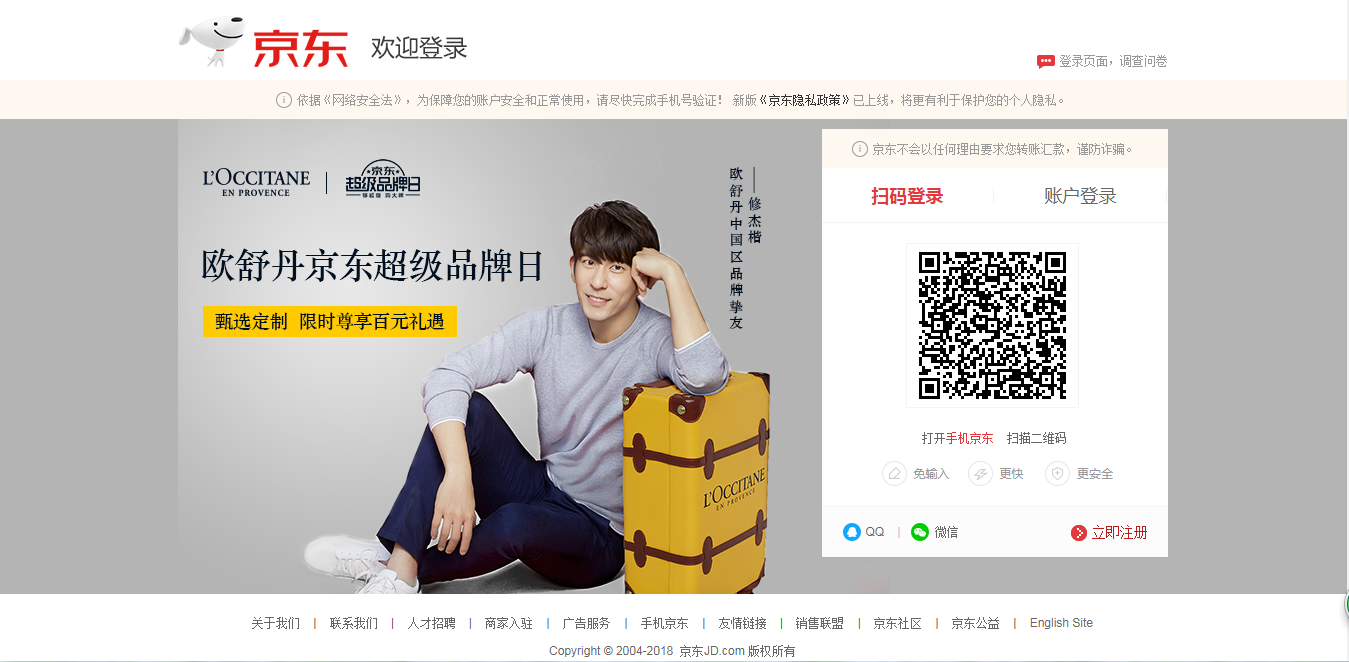 京东 欢迎登录
登录页面，调查问卷
依据《网络安全法》，为保障您的账户安全和正常使用，请尽快完成手机号验证！ 新版《京东隐私政策》已上线，将更有利于保护您的个人隐私。
L'OCCITANE
EN PROVENCE
京东
超级品牌日
欧舒丹京东超级品牌日
甄选定制 限时尊享百元礼遇
欧舒丹中国区品牌挚友
修杰楷
L'OCCITANE
EN PROVENCE
京东不会以任何理由要求您转账汇款，谨防诈骗。
扫码登录 账户登录
打开手机京东 扫描二维码
免输入 更快 更安全
QQ | 微信 立即注册
关于我们 | 联系我们 | 人才招聘 | 商家入驻 | 广告服务 | 手机京东 | 友情链接 | 销售联盟 | 京东社区 | 京东公益 | English Site
Copyright © 2004-2018 京东JD.com 版权所有